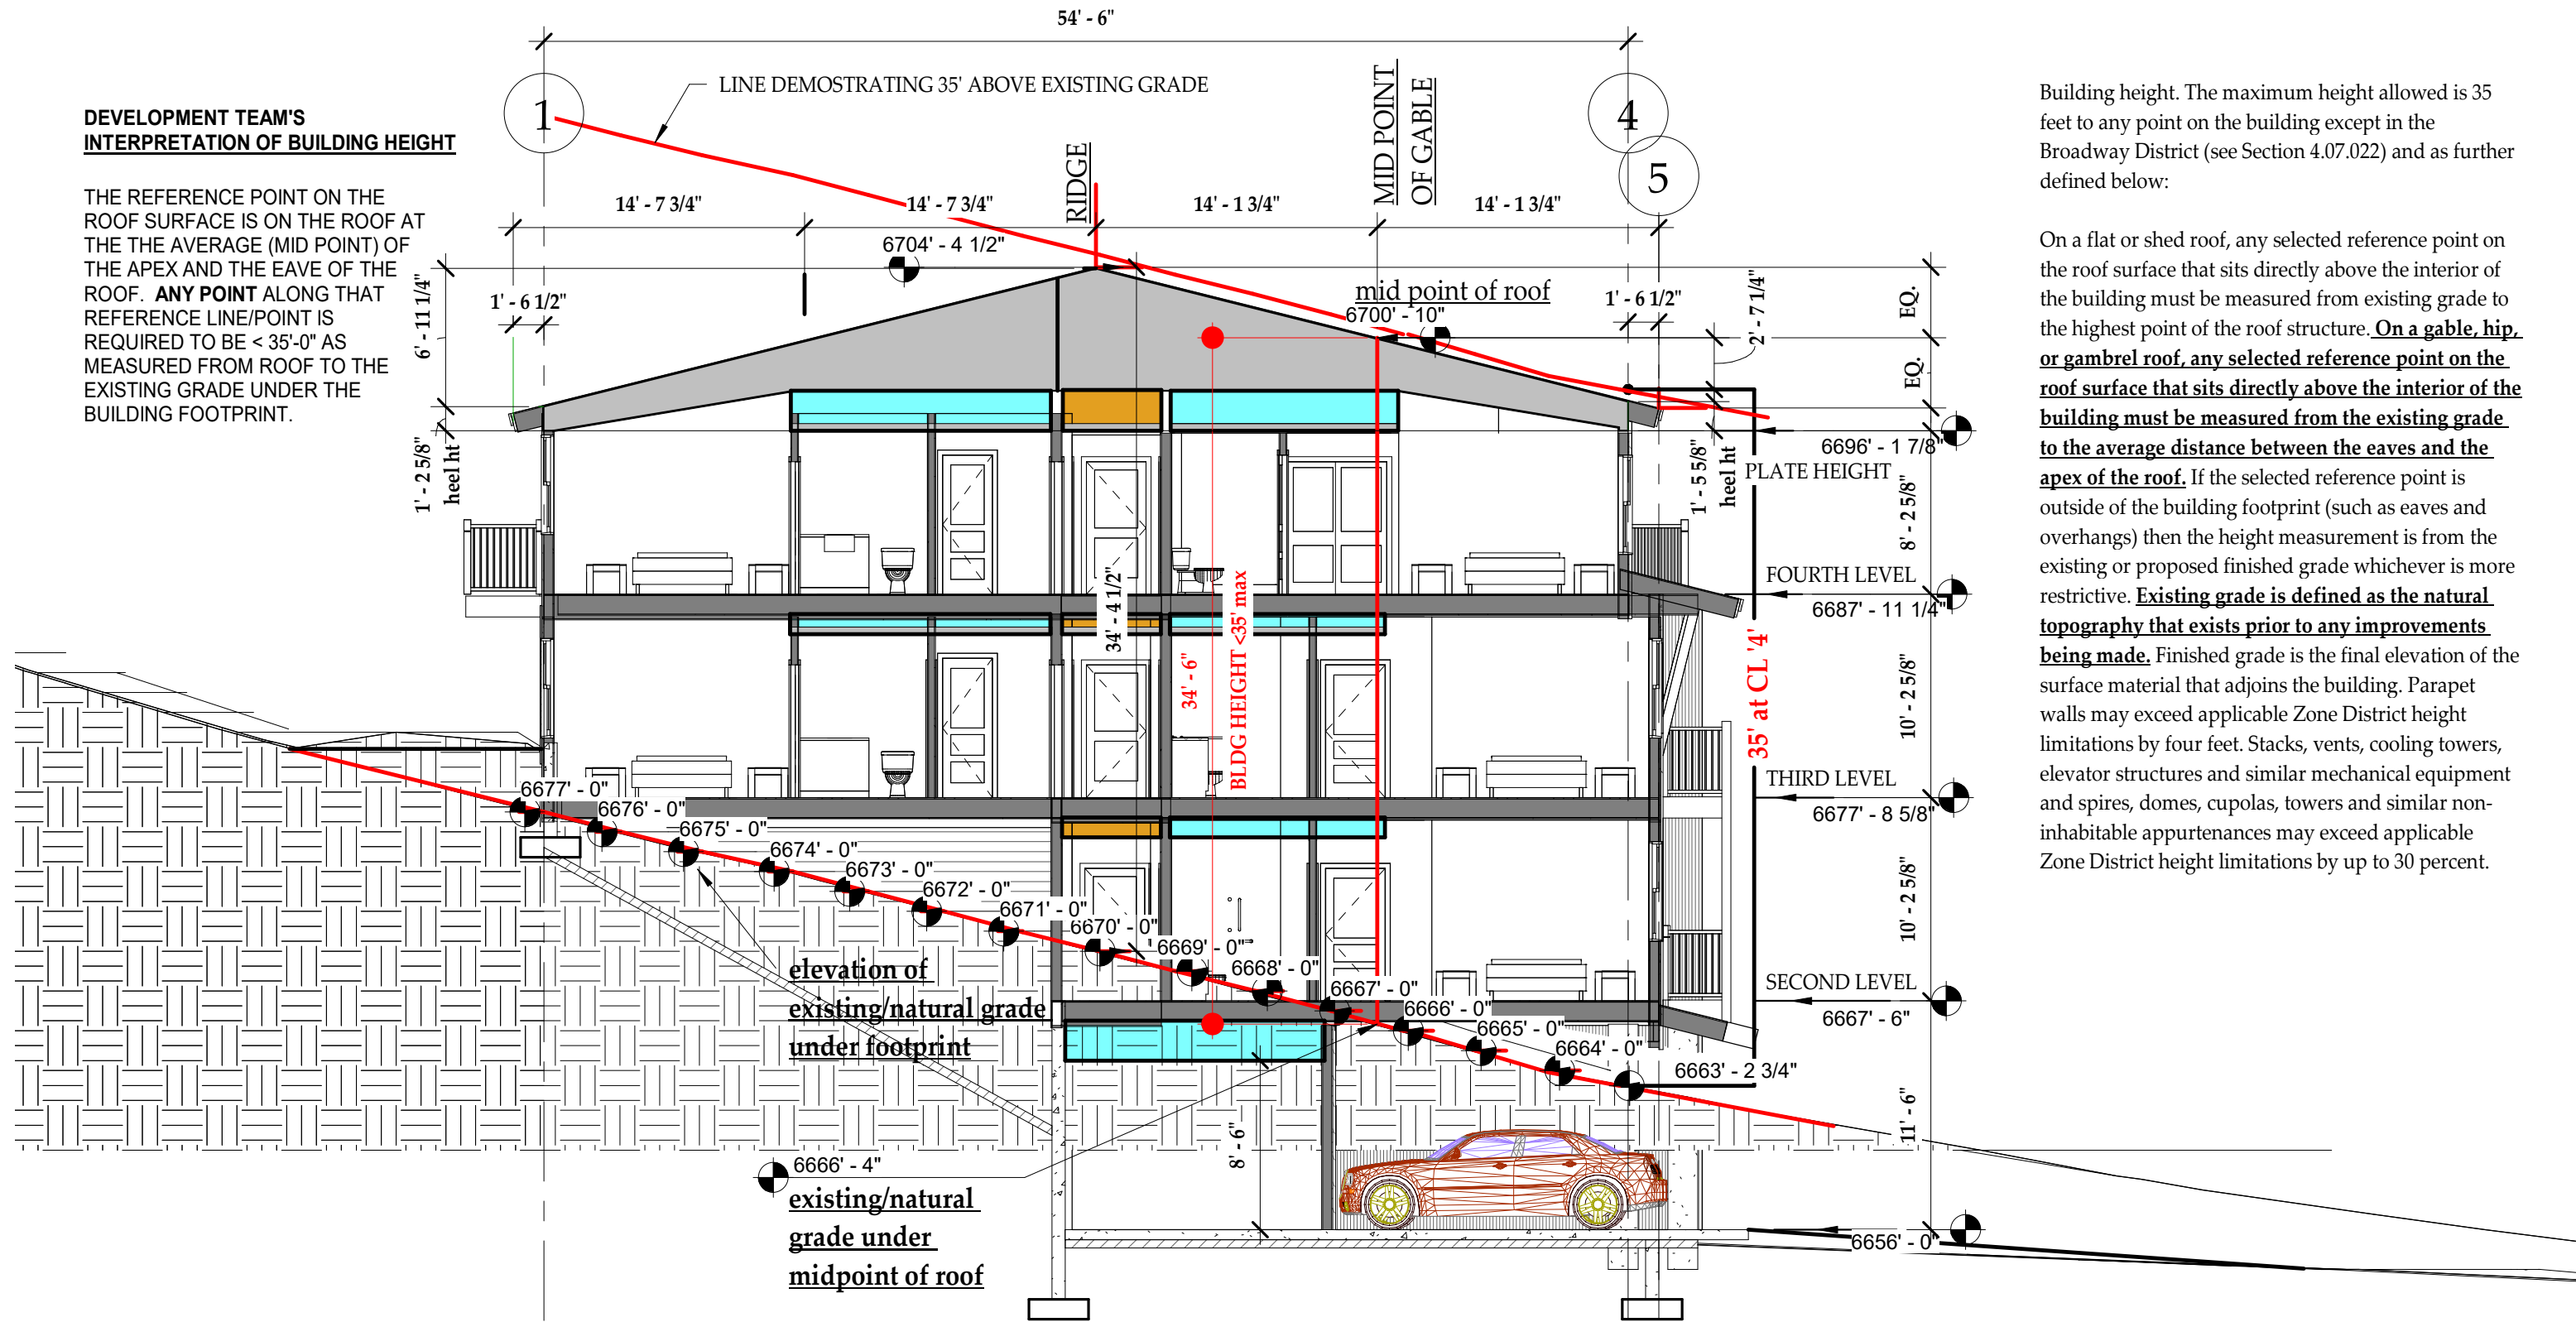 54' - 6"
LINE DEMOSTRATING 35' ABOVE EXISTING GRADE
1
4
5
RIDGE
MID POINT
OF GABLE
DEVELOPMENT TEAM'S
INTERPRETATION OF BUILDING HEIGHT
THE REFERENCE POINT ON THE
ROOF SURFACE IS ON THE ROOF AT
THE THE AVERAGE (MID POINT) OF
THE APEX AND THE EAVE OF THE
ROOF. ANY POINT ALONG THAT
REFERENCE LINE/POINT IS
REQUIRED TO BE < 35'-0" AS
MEASURED FROM ROOF TO THE
EXISTING GRADE UNDER THE
BUILDING FOOTPRINT.
14' - 7 3/4"
14' - 7 3/4"
14' - 1 3/4"
14' - 1 3/4"
6704' - 4 1/2"
6' - 11 1/4"
1' - 6 1/2"
mid point of roof
6700' - 10"
1' - 6 1/2"
2' - 7 1/4"
EQ.
EQ.
1' - 2 5/8"
heel ht
1' - 5 5/8"
heel ht
6696' - 1 7/8"
PLATE HEIGHT
8' - 2 5/8"
FOURTH LEVEL
6687' - 11 1/4"
34' - 4 1/2"
34' - 6"
BLDG HEIGHT <35' max
35' at CL '4'
10' - 2 5/8"
THIRD LEVEL
6677' - 8 5/8"
10' - 2 5/8"
SECOND LEVEL
6667' - 6"
6677' - 0"
6676' - 0"
6675' - 0"
6674' - 0"
6673' - 0"
6672' - 0"
6671' - 0"
6670' - 0"
6669' - 0"
6668' - 0"
6667' - 0"
6666' - 0"
6665' - 0"
6664' - 0"
6663' - 2 3/4"
elevation of
existing/natural grade
under footprint
11' - 6"
8' - 6"
6666' - 4"
existing/natural
grade under
midpoint of roof
6656' - 0"
Building height. The maximum height allowed is 35
feet to any point on the building except in the
Broadway District (see Section 4.07.022) and as further
defined below:
On a flat or shed roof, any selected reference point on
the roof surface that sits directly above the interior of
the building must be measured from existing grade to
the highest point of the roof structure. On a gable, hip,
or gambrel roof, any selected reference point on the
roof surface that sits directly above the interior of the
building must be measured from the existing grade
to the average distance between the eaves and the
apex of the roof. If the selected reference point is
outside of the building footprint (such as eaves and
overhangs) then the height measurement is from the
existing or proposed finished grade whichever is more
restrictive. Existing grade is defined as the natural
topography that exists prior to any improvements
being made. Finished grade is the final elevation of the
surface material that adjoins the building. Parapet
walls may exceed applicable Zone District height
limitations by four feet. Stacks, vents, cooling towers,
elevator structures and similar mechanical equipment
and spires, domes, cupolas, towers and similar non-
inhabitable appurtenances may exceed applicable
Zone District height limitations by up to 30 percent.